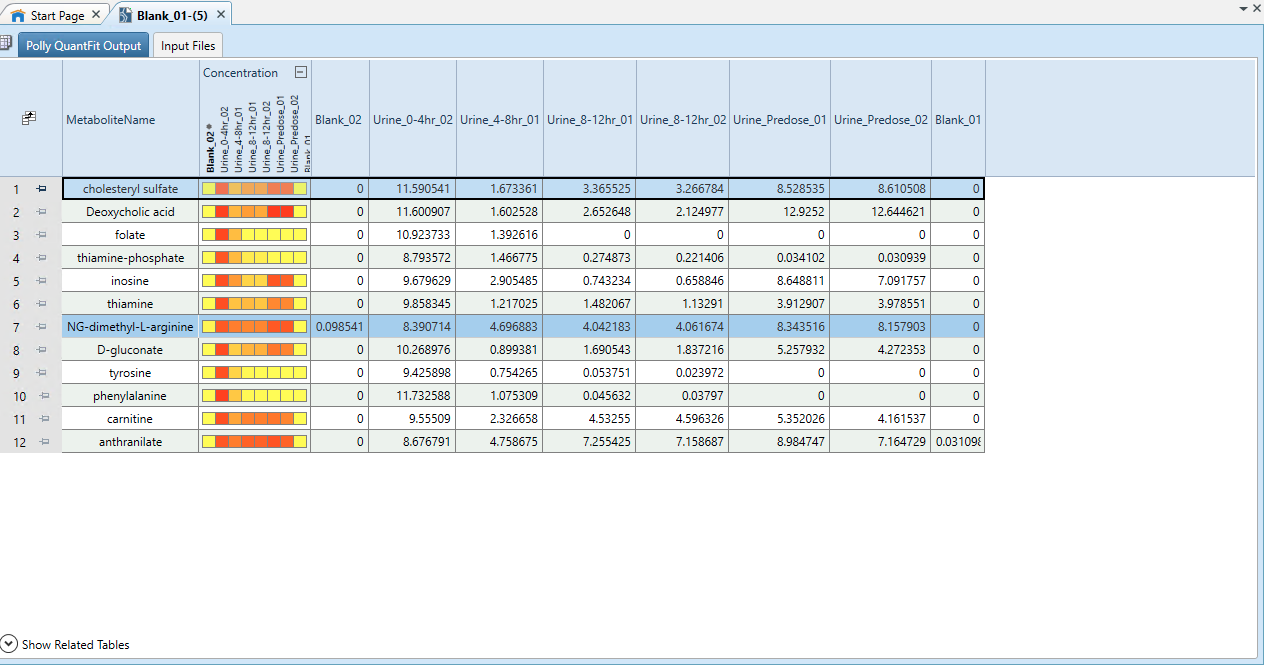 Start Page
Blank_01-(5)
Polly QuantFit Output
Input Files
MetaboliteName
Concentration
Blank_02
Urine_0-4hr_02
Urine_4-8hr_01
Urine_8-12hr_01
Urine_8-12hr_02
Urine_Predose_01
Urine_Predose_02
Blank_01
Blank_02 Urine_0-4hr_02 Urine_4-8hr_01 Urine_8-12hr_01 Urine_8-12hr_02 Urine_Predose_01 Urine_Predose_02 Blank_01
1 cholesteryl sulfate 0 11.590541 1.673361 3.365525 3.266784 8.528535 8.610508 0
2 Deoxycholic acid 0 11.600907 1.602528 2.652648 2.124977 12.9252 12.644621 0
3 folate 0 10.923733 1.392616 0 0 0 0 0
4 thiamine-phosphate 0 8.793572 1.466775 0.274873 0.221406 0.034102 0.030939 0
5 inosine 0 9.679629 2.905485 0.743234 0.658846 8.648811 7.091757 0
6 thiamine 0 9.858345 1.217025 1.482067 1.13291 3.912907 3.978551 0
7 NG-dimethyl-L-arginine 0.098541 8.390714 4.696883 4.042183 4.061674 8.343516 8.157903 0
8 D-gluconate 0 10.268976 0.899381 1.690543 1.837216 5.257932 4.272353 0
9 tyrosine 0 9.425898 0.754265 0.053751 0.023972 0 0 0
10 phenylalanine 0 11.732588 1.075309 0.045632 0.03797 0 0 0
11 carnitine 0 9.55509 2.326658 4.53255 4.596326 5.352026 4.161537 0
12 anthranilate 0 8.676791 4.758675 7.255425 7.158687 8.984747 7.164729 0.031098
Show Related Tables